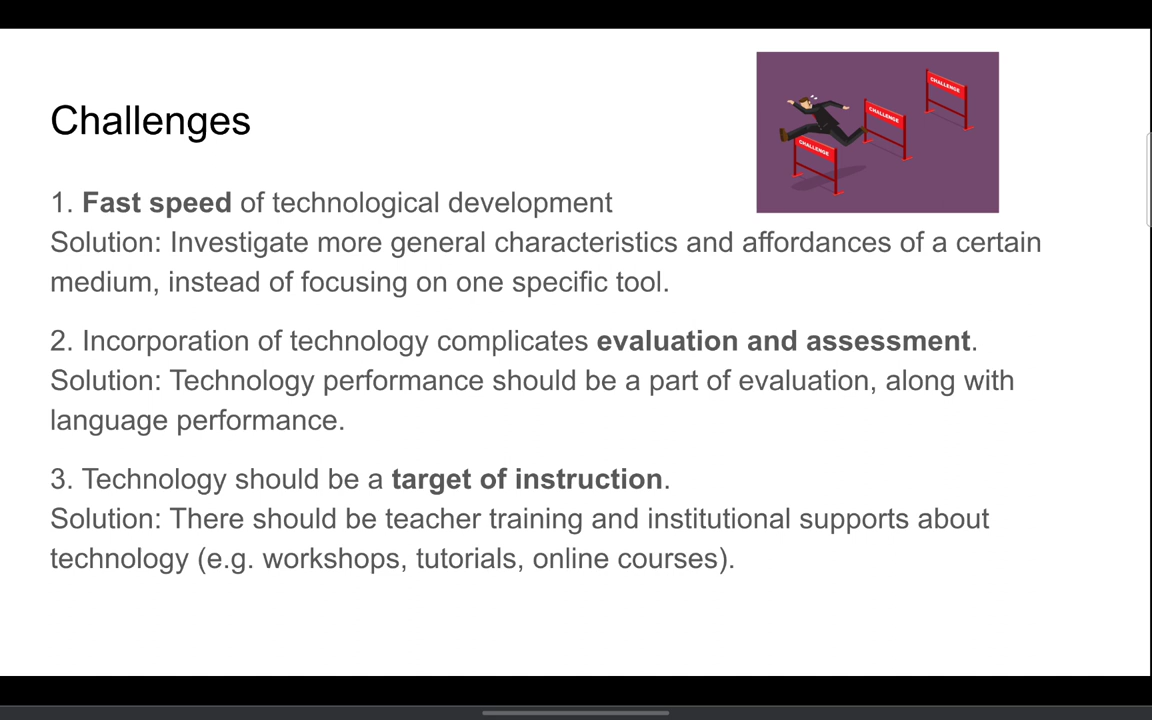 Challenges
CHALLENGE
CHALLENGE
CHALLENGE
1. Fast speed of technological development
Solution: Investigate more general characteristics and affordances of a certain
medium, instead of focusing on one specific tool.
2. Incorporation of technology complicates evaluation and assessment.
Solution: Technology performance should be a part of evaluation, along with
language performance.
3. Technology should be a target of instruction.
Solution: There should be teacher training and institutional supports about
technology (e.g. workshops, tutorials, online courses).